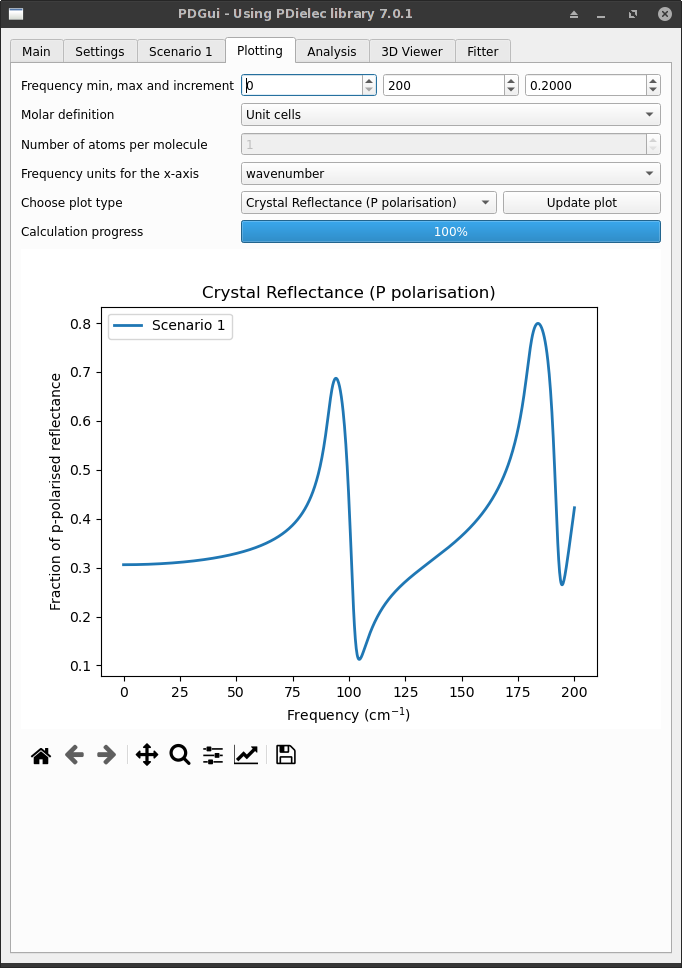 PDGui - Using PDielec library 7.0.1
Main Settings Scenario 1 Plotting Analysis 3D Viewer Fitter
Frequency min, max and increment 0 200 0.2000
Molar definition Unit cells
Number of atoms per molecule 1
Frequency units for the x-axis wavenumber
Choose plot type Crystal Reflectance (P polarisation) Update plot
Calculation progress 100%
Crystal Reflectance (P polarisation)
Scenario 1
Fraction of p-polarised reflectance
0.8
0.7
0.6
0.5
0.4
0.3
0.2
0.1
0 25 50 75 100 125 150 175 200
Frequency (cm⁻¹)